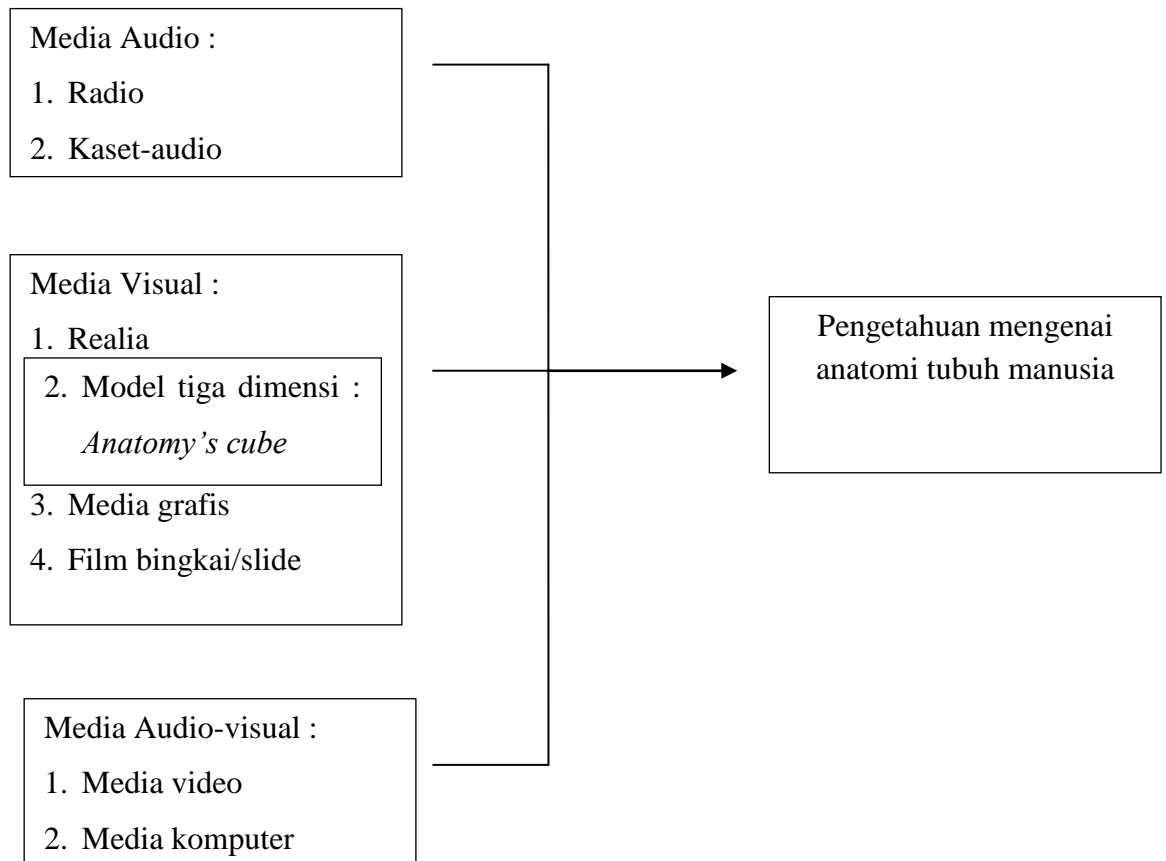 Media Audio :
1. Radio
2. Kaset-audio
Media Visual :
1. Realia
2. Model tiga dimensi :
Anatomy’s cube
3. Media grafis
4. Film bingkai/slide
Pengetahuan mengenai
anatomi tubuh manusia
Media Audio-visual :
1. Media video
2. Media komputer